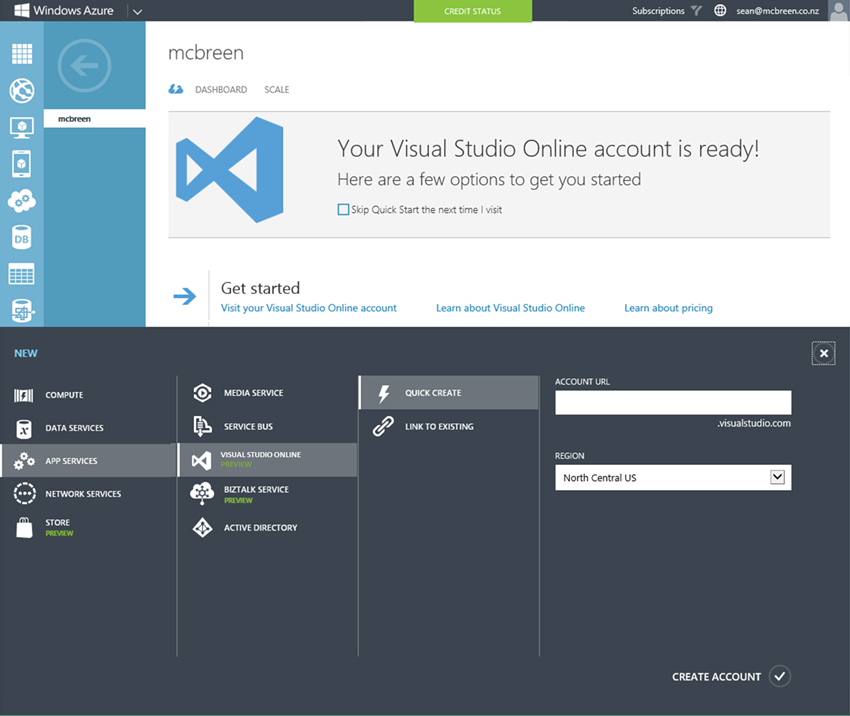 Windows Azure
CREDIT STATUS
Subscriptions
sean@mcbreen.co.nz
mcbreen
mcbreen
DASHBOARD
SCALE
Your Visual Studio Online account is ready!
Here are a few options to get you started
Skip Quick Start the next time I visit
DB
Get started
Visit your Visual Studio Online account
Learn about Visual Studio Online
Learn about pricing
NEW
COMPUTE
DATA SERVICES
APP SERVICES
NETWORK SERVICES
STORE
PREVIEW
MEDIA SERVICE
SERVICE BUS
VISUAL STUDIO ONLINE
PREVIEW
BIZTALK SERVICE
PREVIEW
ACTIVE DIRECTORY
QUICK CREATE
LINK TO EXISTING
ACCOUNT URL
.visualstudio.com
REGION
North Central US
CREATE ACCOUNT